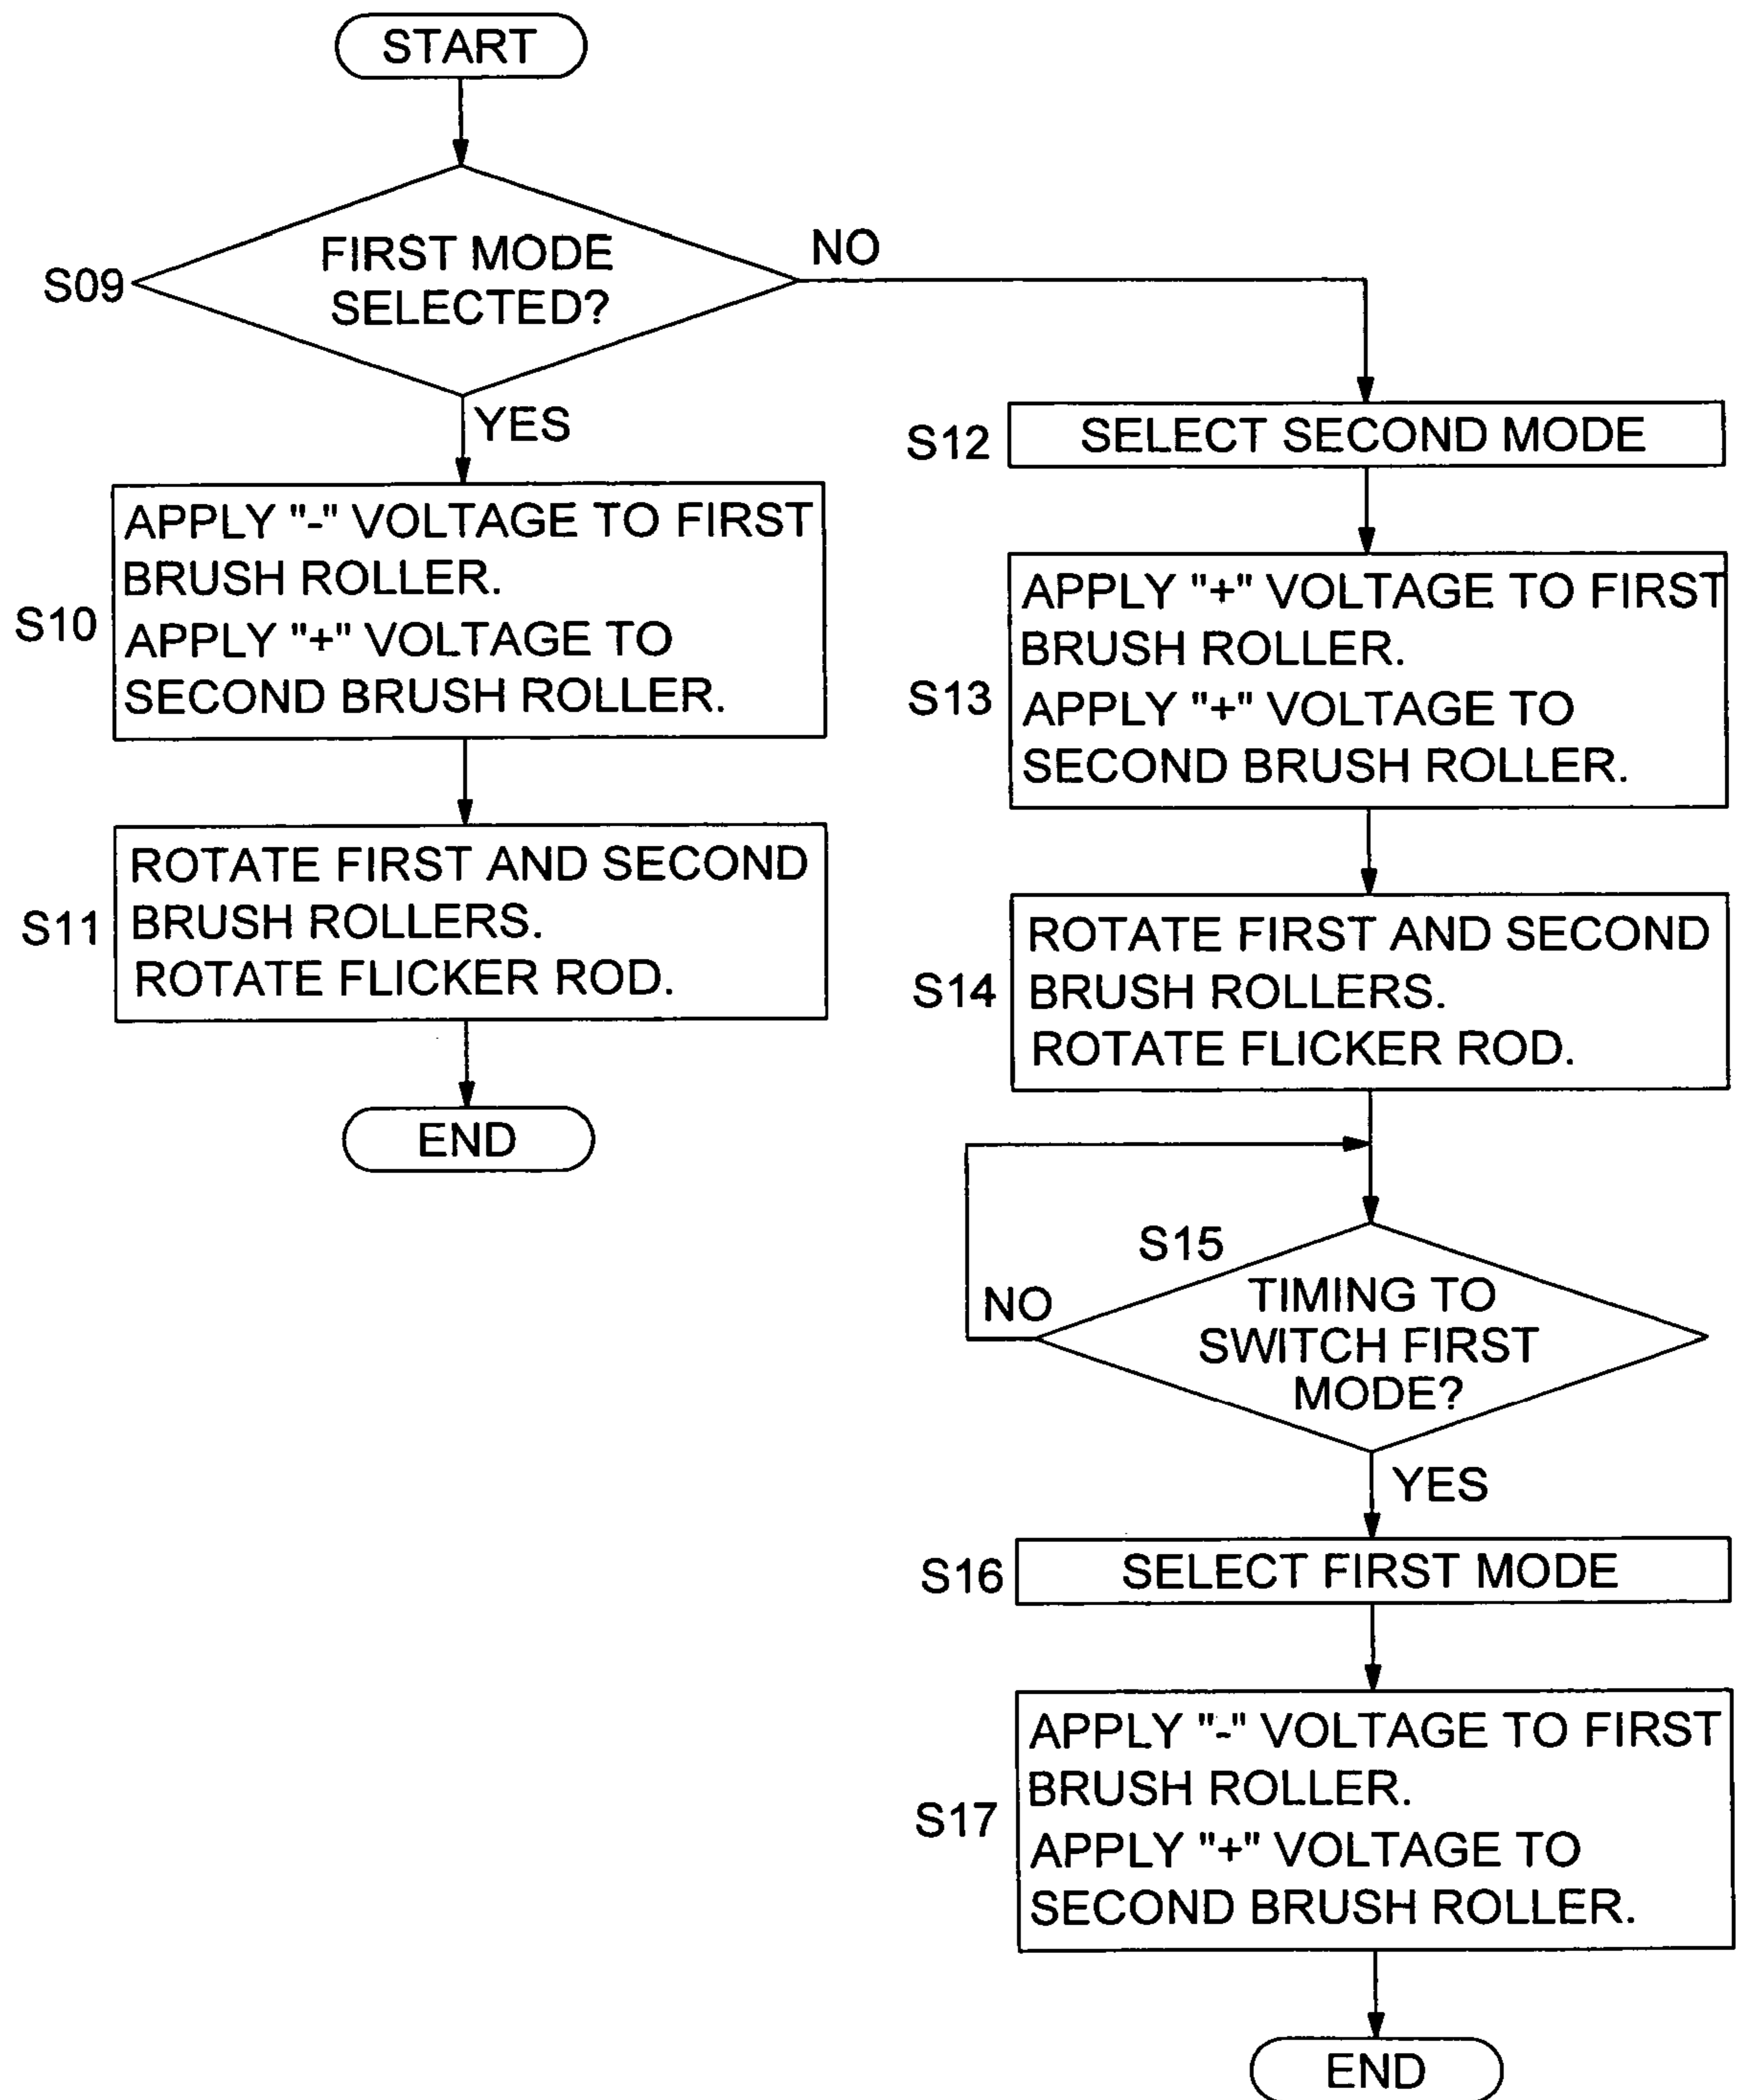 START
S09
FIRST MODE
SELECTED?
NO
YES
S10
APPLY "-" VOLTAGE TO FIRST
BRUSH ROLLER.
APPLY "+" VOLTAGE TO
SECOND BRUSH ROLLER.
S11
ROTATE FIRST AND SECOND
BRUSH ROLLERS.
ROTATE FLICKER ROD.
END
S12
SELECT SECOND MODE
S13
APPLY "+" VOLTAGE TO FIRST
BRUSH ROLLER.
APPLY "+" VOLTAGE TO
SECOND BRUSH ROLLER.
S14
ROTATE FIRST AND SECOND
BRUSH ROLLERS.
ROTATE FLICKER ROD.
S15
NO
TIMING TO
SWITCH FIRST
MODE?
YES
S16
SELECT FIRST MODE
S17
APPLY "-" VOLTAGE TO FIRST
BRUSH ROLLER.
APPLY "+" VOLTAGE TO
SECOND BRUSH ROLLER.
END